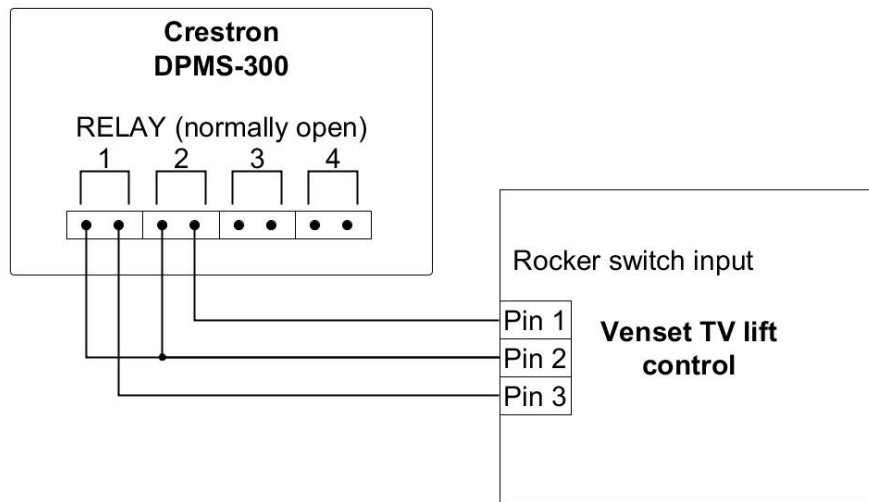 Crestron
DPMS-300
RELAY (normally open)
1 2 3 4
Rocker switch input
Pin 1
Venset TV lift
control
Pin 2
Pin 3